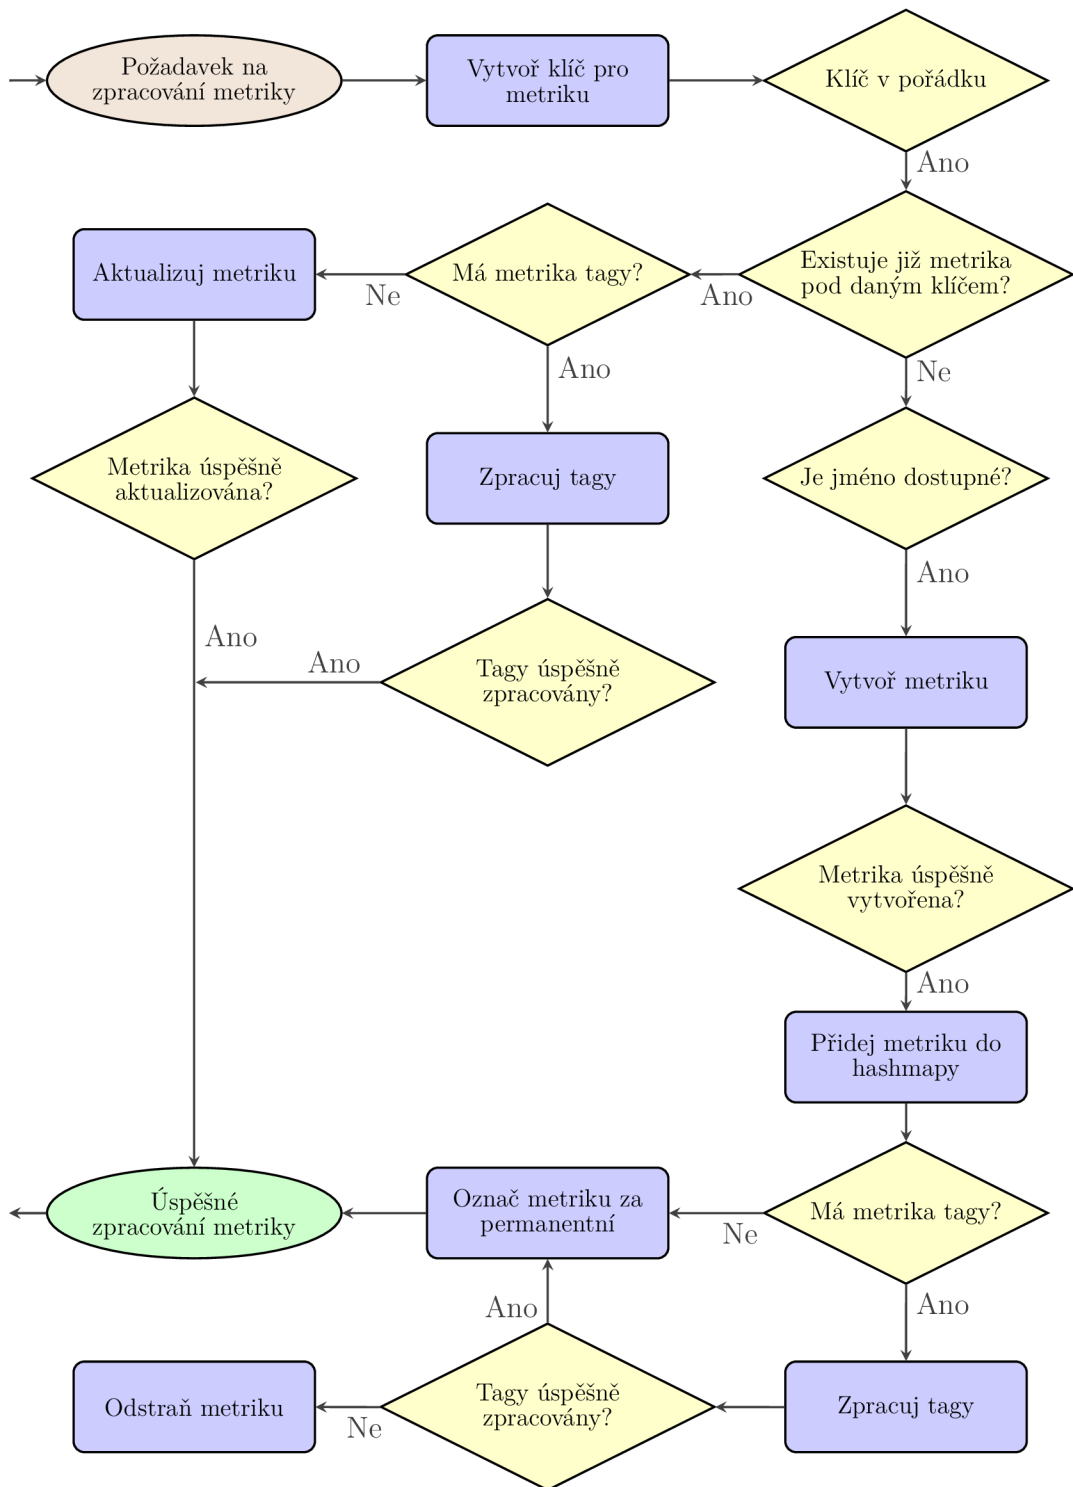 Požadavek na
zpracování metriky
Vytvoř klíč pro
metriku
Klíč v pořádku
Ano
Existuje již metrika
pod daným klíčem?
Ano
Má metrika tagy?
Ne
Aktualizuj metriku
Ano
Ne
Metrika úspěšně
aktualizována?
Zpracuj tagy
Je jméno dostupné?
Ano
Ano
Ano
Tagy úspěšně
zpracovány?
Vytvoř metriku
Metrika úspěšně
vytvořena?
Ano
Přidej metriku do
hashmapy
Má metrika tagy?
Ne
Označ metriku za
permanentní
Úspěšné
zpracování metriky
Ano
Ano
Zpracuj tagy
Tagy úspěšně
zpracovány?
Ne
Odstraň metriku